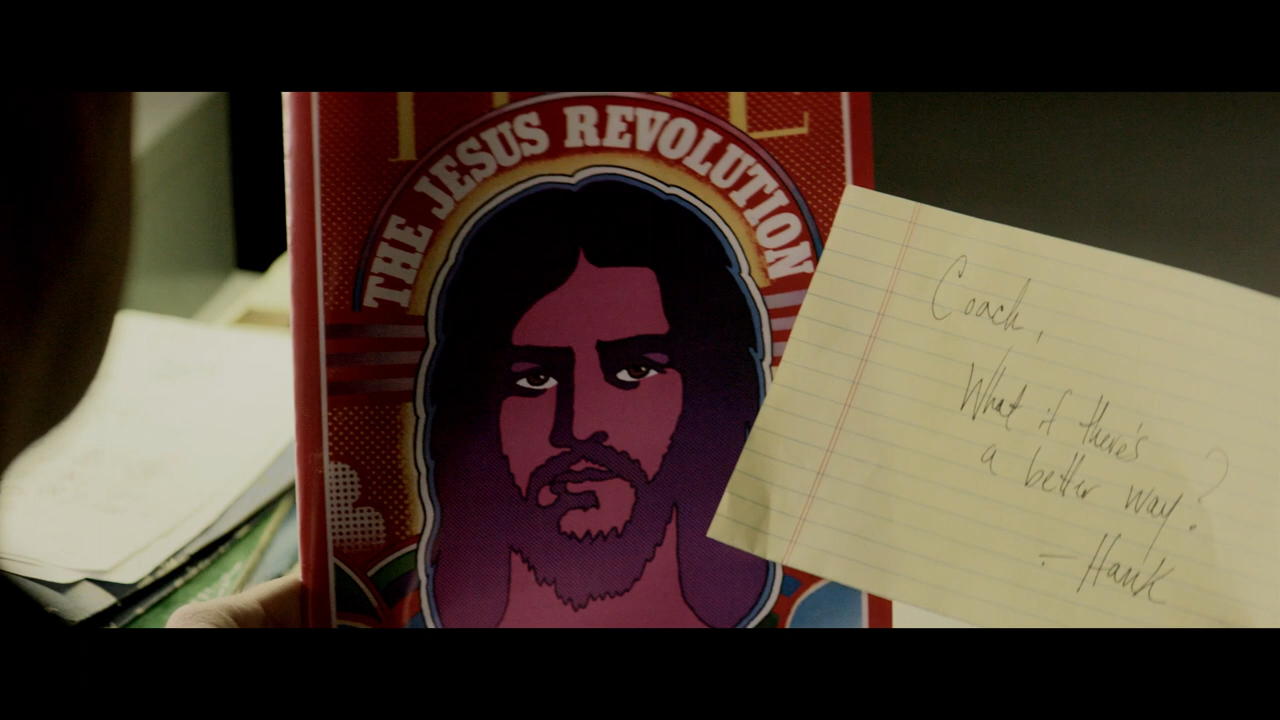 THE JESUS REVOLUTION
Coach,
What if there's
a better way?
- Hank